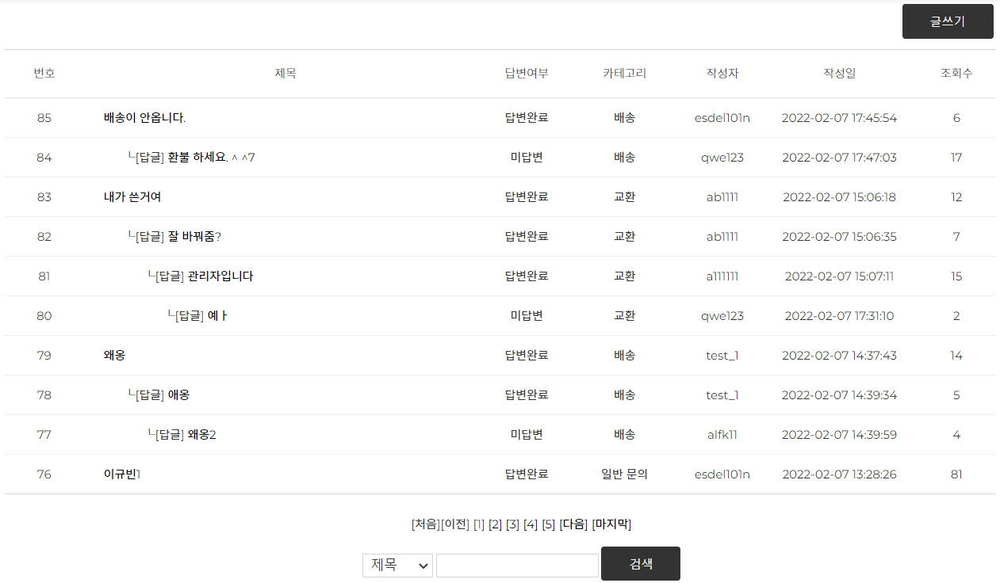 글쓰기
번호 제목 답변여부 카테고리 작성자 작성일 조회수
85 배송이 안옵니다. 답변완료 배송 esdel101n 2022-02-07 17:45:54 6
84 ┕[답글] 환불 하세요. ^ ^7 미답변 배송 qwe123 2022-02-07 17:47:03 17
83 내가 쓴거여 답변완료 교환 ab1111 2022-02-07 15:06:18 12
82 ┕[답글] 잘 바꿔줌? 답변완료 교환 ab1111 2022-02-07 15:06:35 7
81 ┕[답글] 관리자입니다 답변완료 교환 a111111 2022-02-07 15:07:11 15
80 ┕[답글] 예ㅏ 미답변 교환 qwe123 2022-02-07 17:31:10 2
79 왜옹 답변완료 배송 test_1 2022-02-07 14:37:43 14
78 ┕[답글] 애옹 답변완료 배송 test_1 2022-02-07 14:39:34 5
77 ┕[답글] 왜옹2 미답변 배송 alfk11 2022-02-07 14:39:59 4
76 이규빈1 답변완료 일반 문의 esdel101n 2022-02-07 13:28:26 81
[처음][이전] [1] [2] [3] [4] [5] [다음] [마지막]
제목 검색